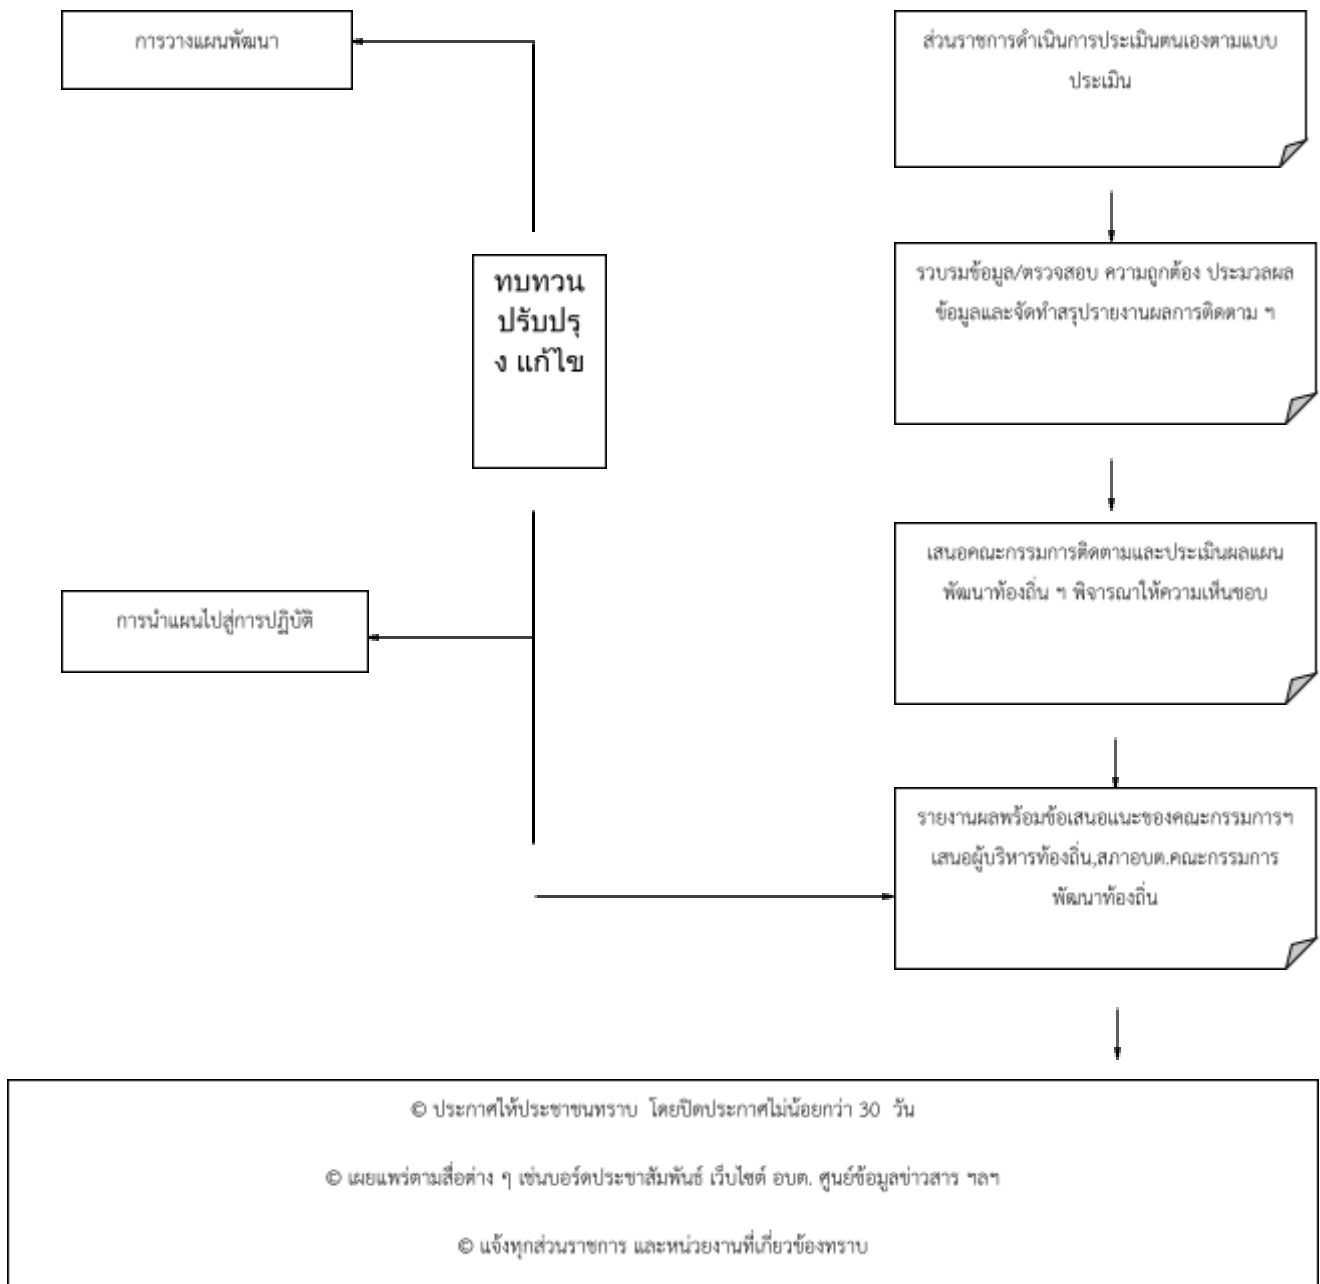 การวางแผนพัฒนา
ส่วนราชการดำเนินการประเมินตนเองตามแบบ
ประเมิน
ทบทวน
ปรับปรุ
ง แก้ไข
รวบรมข้อมูล/ตรวจสอบ ความถูกต้อง ประมวลผล
ข้อมูลและจัดทำสรุปรายงานผลการติดตาม ฯ
เสนอคณะกรรมการติดตามและประเมินผลแผน
พัฒนาท้องถิ่น ฯ พิจารณาให้ความเห็นชอบ
การนำแผนไปสู่การปฏิบัติ
รายงานผลพร้อมข้อเสนอแนะของคณะกรรมการฯ
เสนอผู้บริหารท้องถิ่น,สภาอบต.คณะกรรมการ
พัฒนาท้องถิ่น
© ประกาศให้ประชาชนทราบ โดยปิดประกาศไม่น้อยกว่า 30 วัน
© เผยแพร่ตามสื่อต่าง ๆ เช่นบอร์ดประชาสัมพันธ์ เว็บไซต์ อบต. ศูนย์ข้อมูลข่าวสาร ฯลฯ
© แจ้งทุกส่วนราชการ และหน่วยงานที่เกี่ยวข้องทราบ